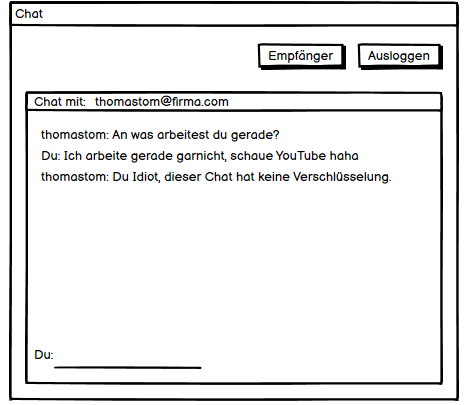 Chat
Empfänger Ausloggen
Chat mit: thomastom@firma.com
thomastom: An was arbeitest du gerade?
Du: Ich arbeite gerade garnicht, schaue YouTube haha
thomastom: Du Idiot, dieser Chat hat keine Verschlüsselung.
Du: